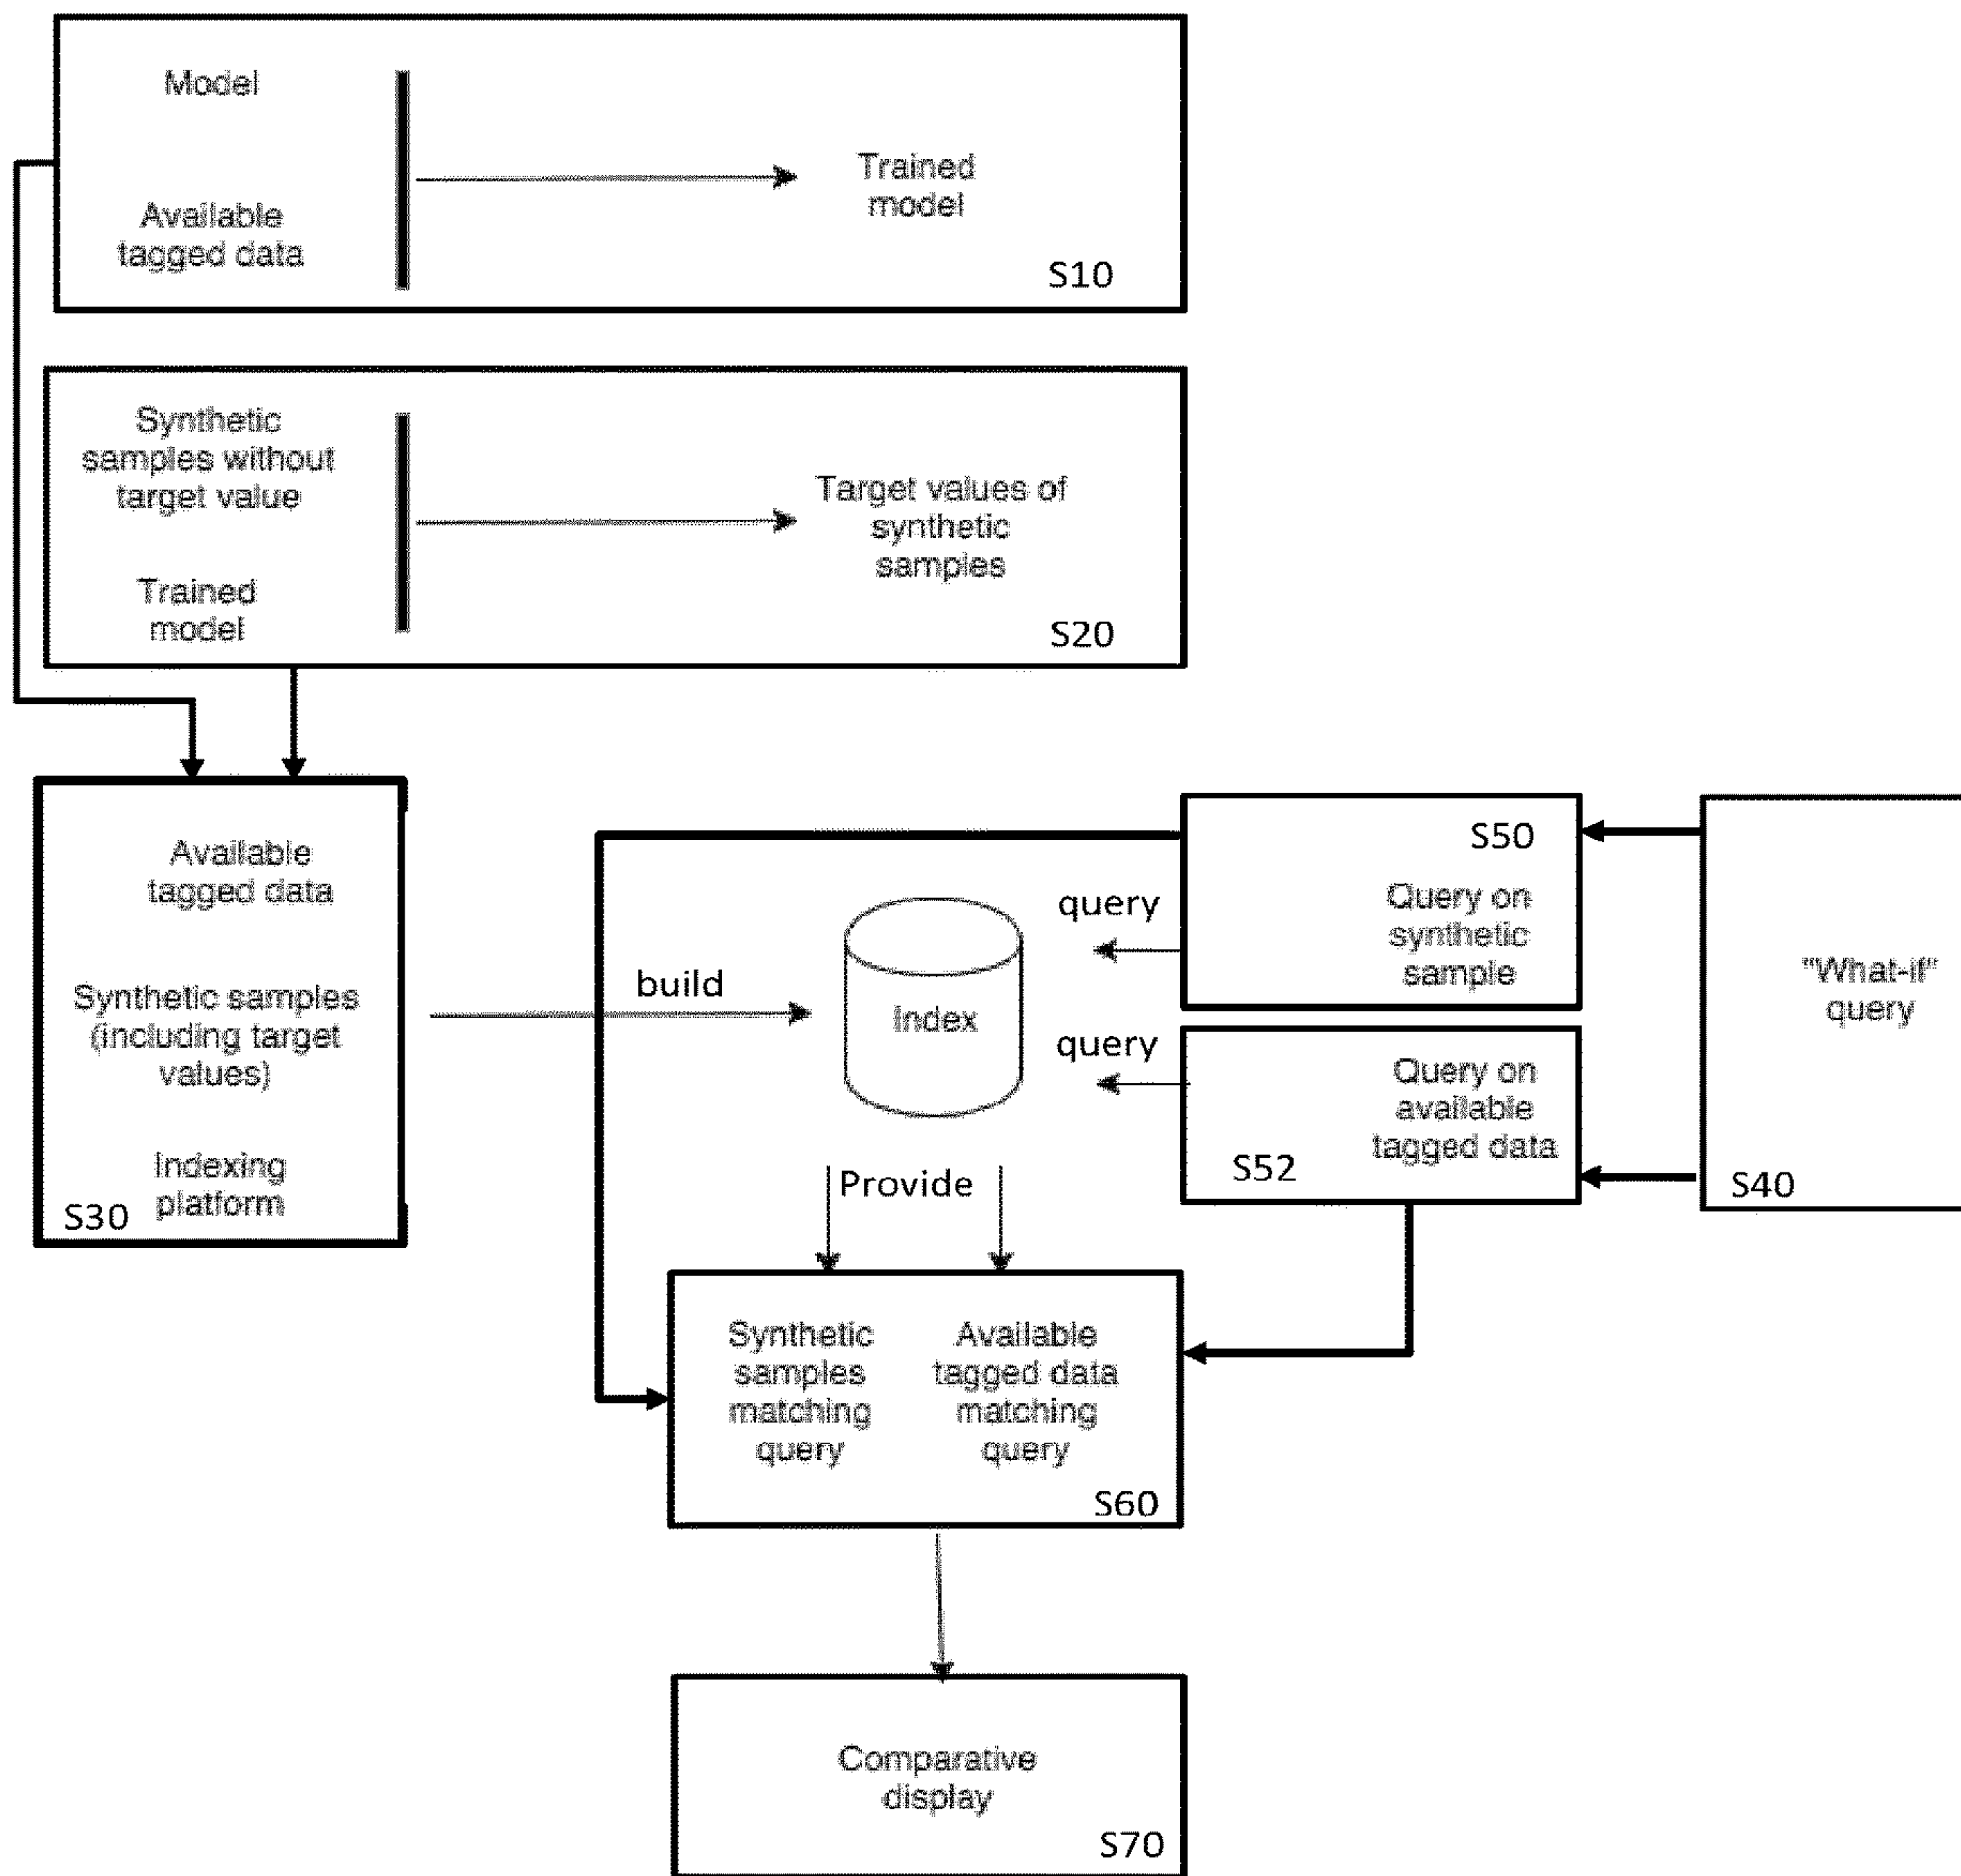 Model
Available
tagged data
Trained
model
S10
Synthetic
samples without
target value
Trained
model
Target values of
synthetic
samples
S20
Available
tagged data
Synthetic samples
(including target
values)
Indexing
platform
S30
build
Index
query
query
S50
Query on
synthetic
sample
Query on
available
tagged data
S52
"What-if"
query
S40
Provide
Synthetic
samples
matching
query
Available
tagged data
matching
query
S60
Comparative
display
S70